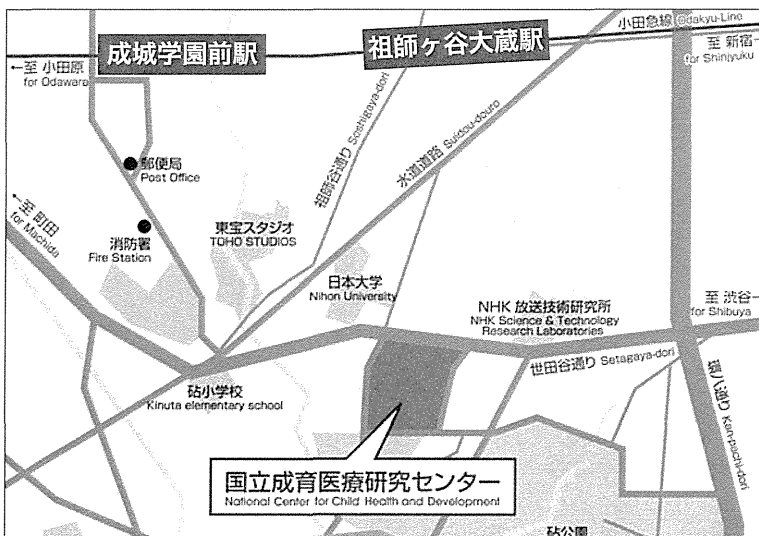 小田急線 Odakyu-Line
成城学園前駅
祖師ヶ谷大蔵駅
←至 小田原
for Odawara
至 新宿→
for Shinjyuku
祖師谷通り Soshigaya-dori
水道道路 Suidou-douro
郵便局
Post Office
←至 町田
for Machida
消防署
Fire Station
東宝スタジオ
TOHO STUDIOS
日本大学
Nihon University
NHK 放送技術研究所
NHK Science & Technology
Research Laboratories
至 渋谷→
for Shibuya
世田谷通り Setagaya-dori
環八通り Kan-pachi-dori
砧小学校
Kinuta elementary school
国立成育医療研究センター
National Center for Child Health and Development
砧公園